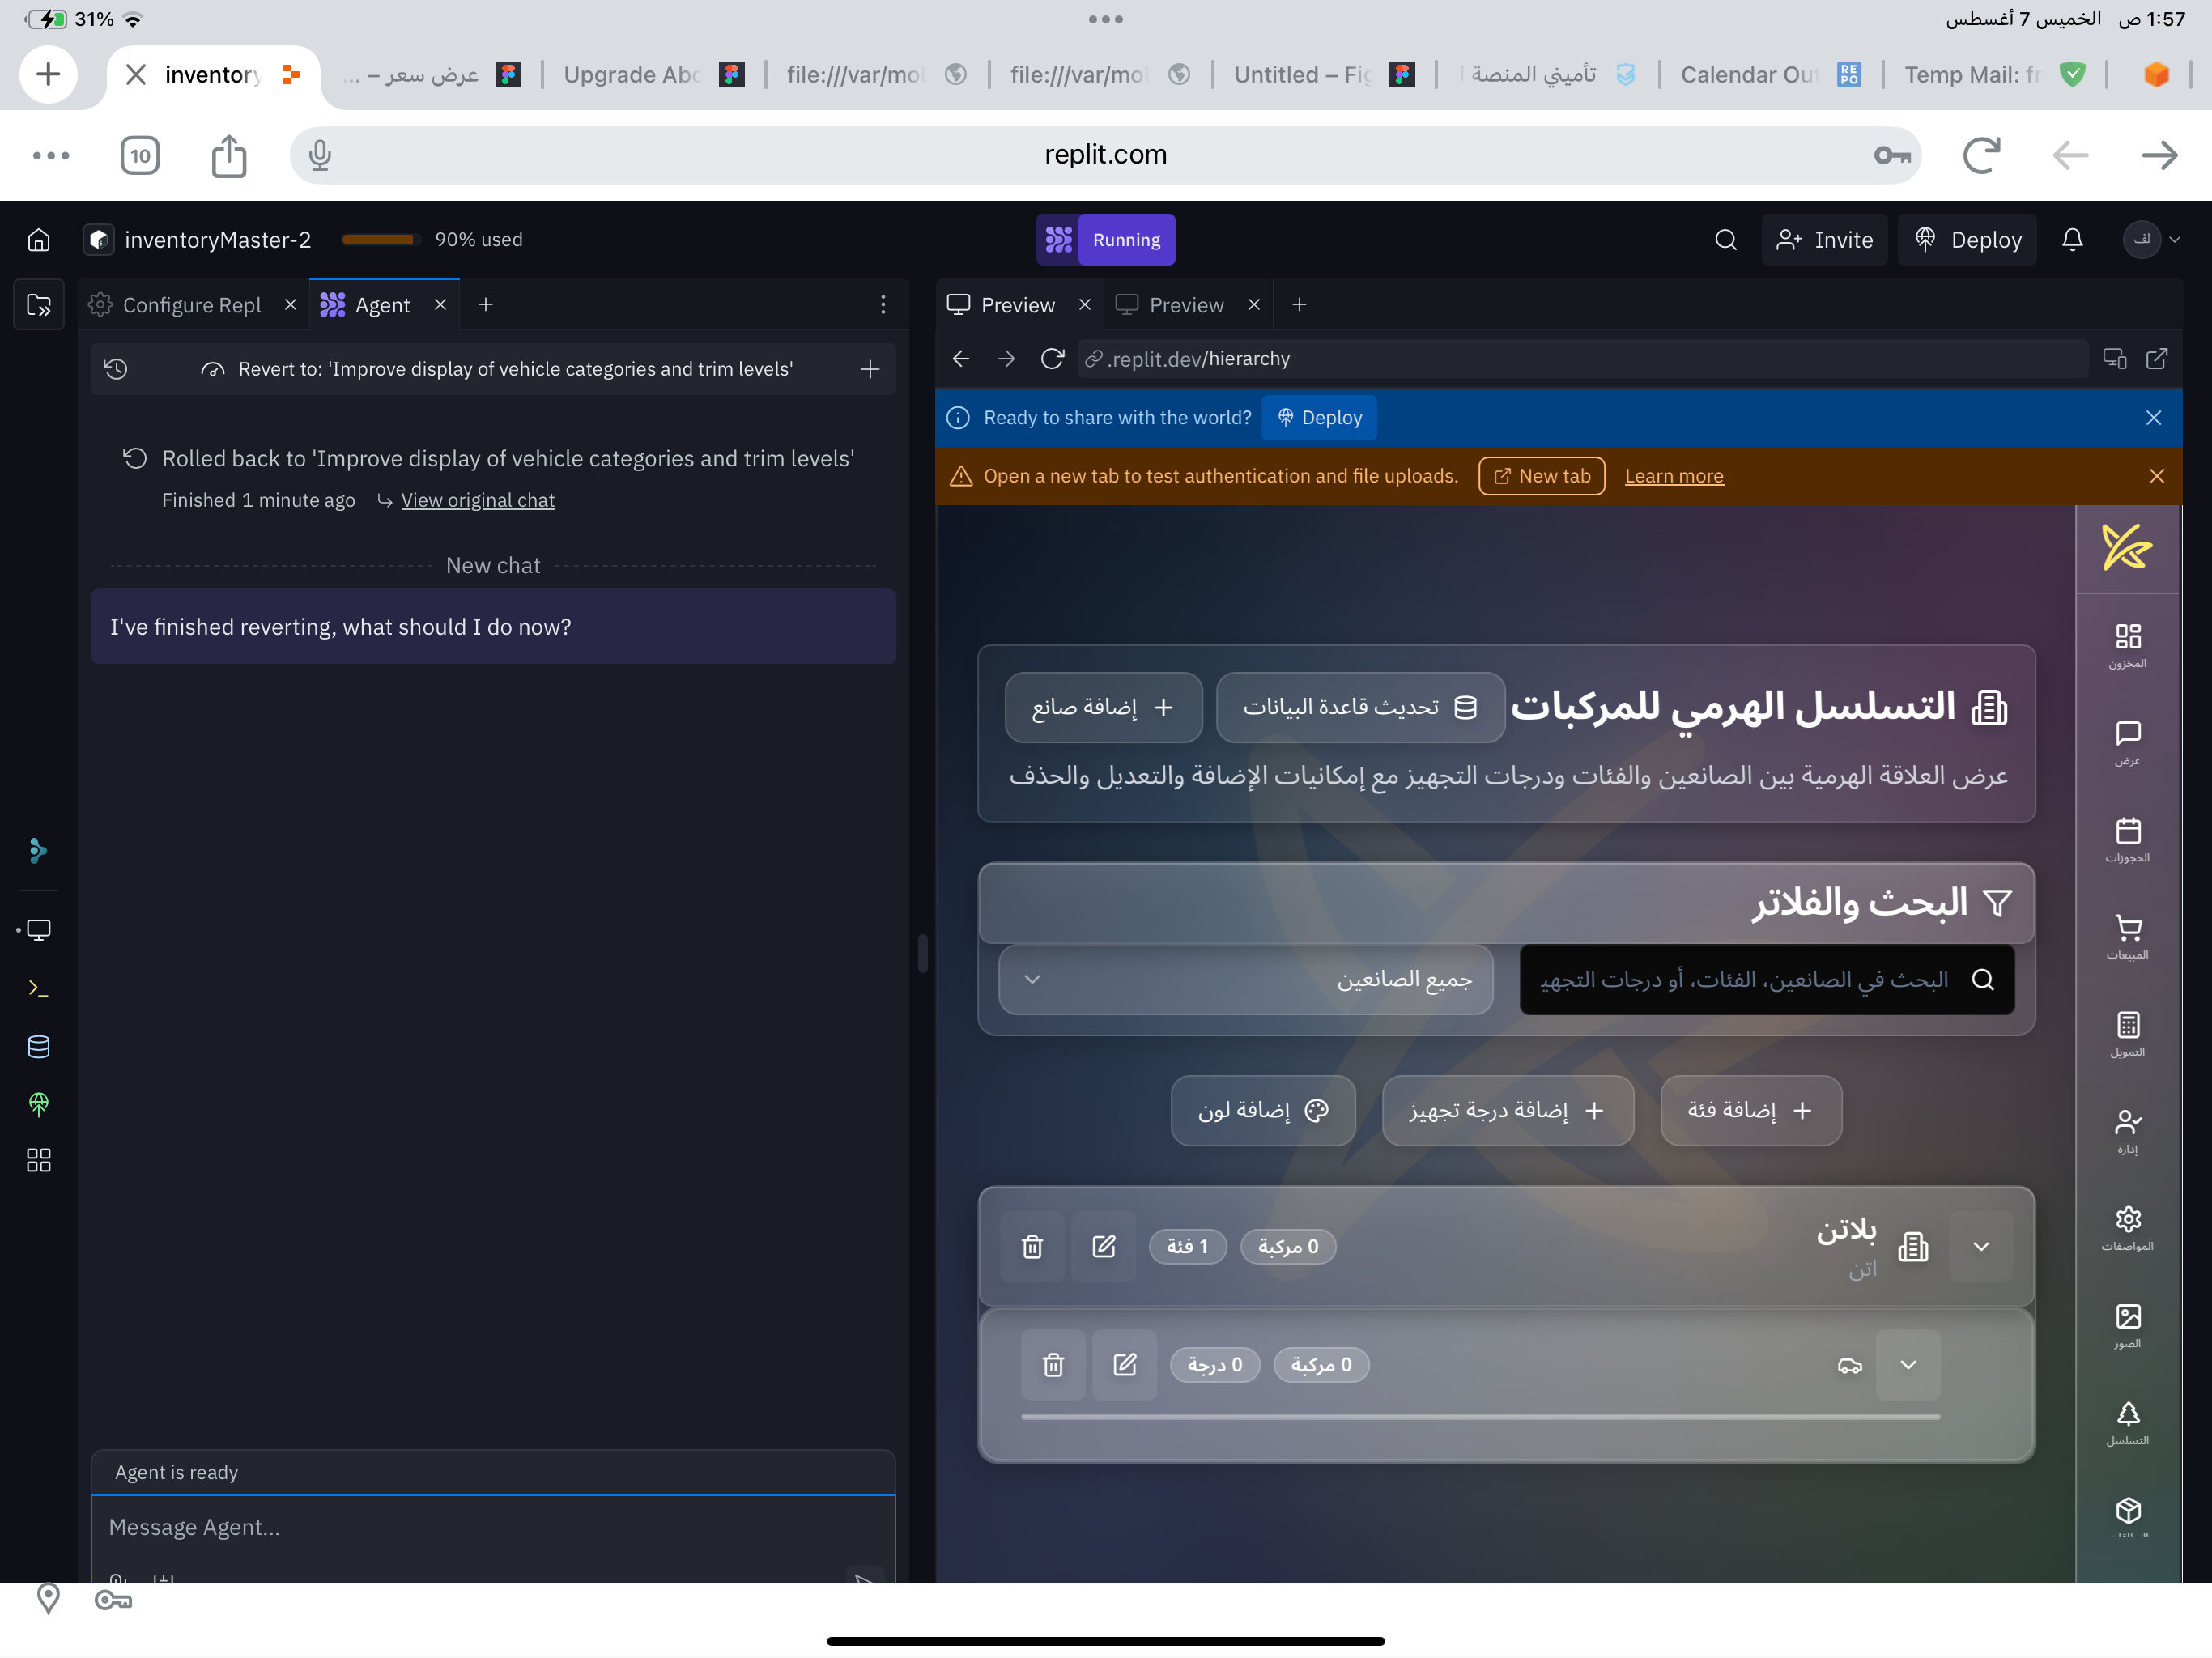 31%
1:57 ص الخميس 7 أغسطس
inventory
عرض سعر – ...
Upgrade Abc
file:///var/mol
file:///var/mol
Untitled – Fig
تأميني المنصة ا
Calendar Out
REPO
Temp Mail: fr
10
replit.com
inventoryMaster-2
90% used
Running
Invite
Deploy
لف
Configure Repl
Agent
Revert to: 'Improve display of vehicle categories and trim levels'
Rolled back to 'Improve display of vehicle categories and trim levels'
Finished 1 minute ago
View original chat
New chat
I've finished reverting, what should I do now?
Agent is ready
Message Agent...
Preview
Preview
.replit.dev/hierarchy
Ready to share with the world?
Deploy
Open a new tab to test authentication and file uploads.
New tab
Learn more
التسلسل الهرمي للمركبات
تحديث قاعدة البيانات
إضافة صانع
عرض العلاقة الهرمية بين الصانعين والفئات ودرجات التجهيز مع إمكانيات الإضافة والتعديل والحذف
البحث والفلاتر
البحث في الصانعين، الفئات، أو درجات التجهي
جميع الصانعين
إضافة فئة
إضافة درجة تجهيز
إضافة لون
بلاتن
اتن
0 مركبة
1 فئة
0 مركبة
0 درجة
المخزون
عرض
الحجوزات
المبيعات
التمويل
إدارة
المواصفات
الصور
التسلسل